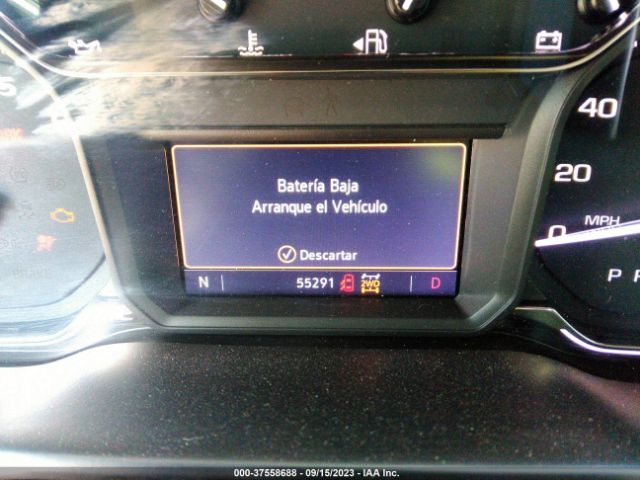 40
20
0
MPH
P R
5
Batería Baja
Arranque el Vehículo
Descartar
N 55291 2WD D
000-37558688 - 09/15/2023 - IAA Inc.